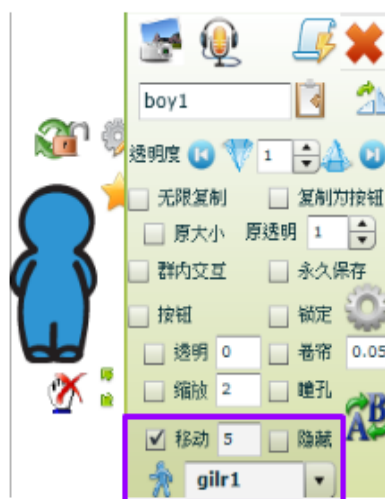 boy1
透明度 1
无限复制 复制为按钮
原大小 原透明 1
群内交互 永久保存
按钮 锁定
透明 0 卷帘 0.05
缩放 2 瞳孔
AB
移动 5 隐藏
gilr1